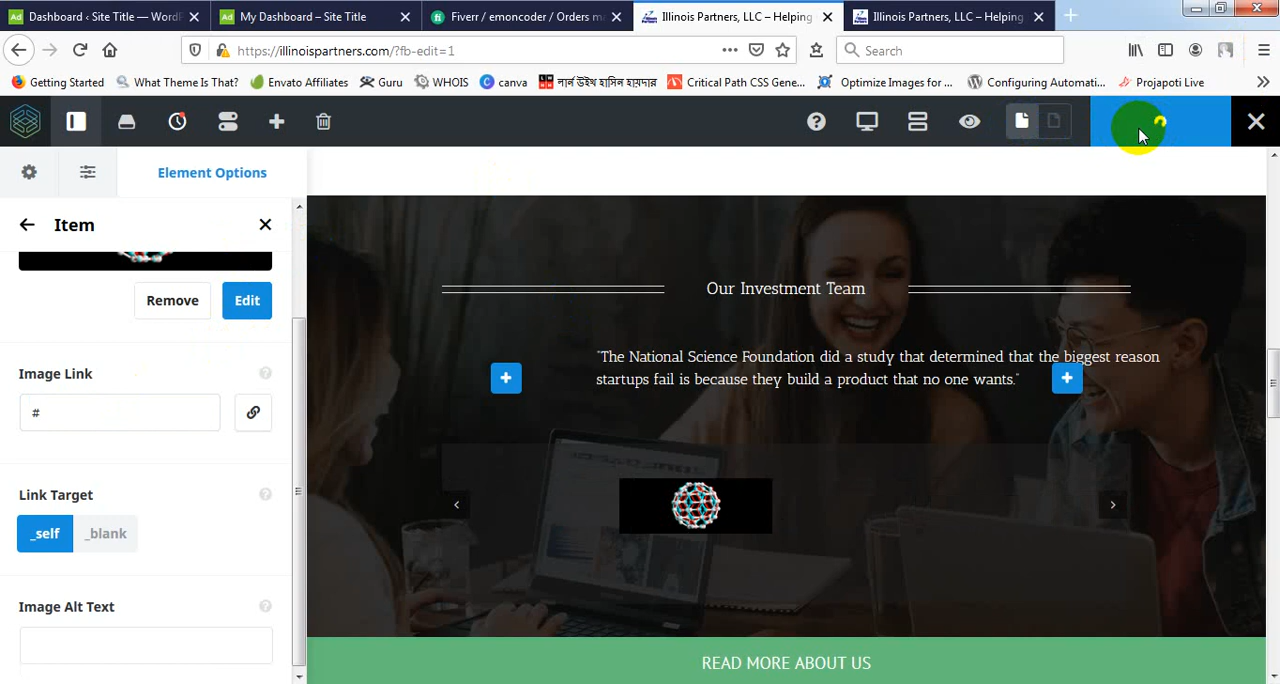 Dashboard ‹ Site Title — Word
My Dashboard – Site Title
Fiverr / emoncoder / Orders m
Illinois Partners, LLC – Helping
Illinois Partners, LLC – Helping
https://illinoispartners.com/?fb-edit=1
Search
Getting Started
What Theme Is That?
Envato Affiliates
Guru
WHOIS
canva
লার্ন উইথ হাসিন হায়দার
Critical Path CSS Gene...
Optimize Images for ...
Configuring Automati...
Projapoti Live
Element Options
Item
Remove
Edit
Image Link
#
Link Target
_self
_blank
Image Alt Text
Our Investment Team
"The National Science Foundation did a study that determined that the biggest reason
startups fail is because they build a product that no one wants."
READ MORE ABOUT US